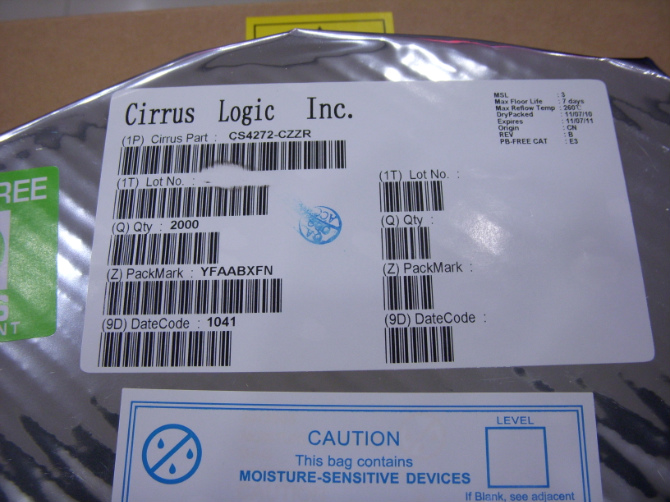 Cirrus Logic Inc.
(1P) Cirrus Part : CS4272-CZZR
(1T) Lot No. :
(Q) Qty : 2000
(Z) PackMark : YFAABXFN
(9D) DateCode : 1041
(1T) Lot No. :
(Q) Qty :
(Z) PackMark :
(9D) DateCode :
MSL : 3
Max Floor Life : 7 days
Max Reflow Temp : 260
DryPacked : 11/07/10
Expires : 11/07/11
Origin : CN
REV : B
PB-FREE CAT : E3
REE
S
NT
CAUTION
This bag contains
MOISTURE-SENSITIVE DEVICES
LEVEL
If Blank, see adjacent